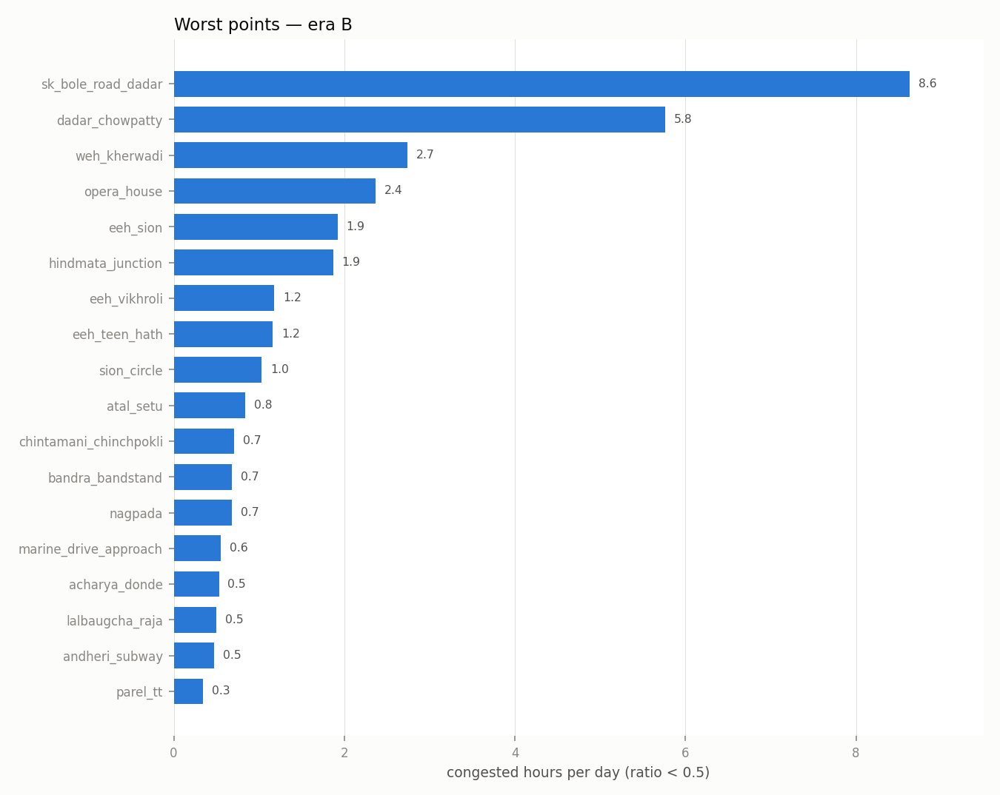 Worst points — era B
sk_bole_road_dadar 8.6
dadar_chowpatty 5.8
weh_kherwadi 2.7
opera_house 2.4
eeh_sion 1.9
hindmata_junction 1.9
eeh_vikhroli 1.2
eeh_teen_hath 1.2
sion_circle 1.0
atal_setu 0.8
chintamani_chinchpokli 0.7
bandra_bandstand 0.7
nagpada 0.7
marine_drive_approach 0.6
acharya_donde 0.5
lalbaugcha_raja 0.5
andheri_subway 0.5
parel_tt 0.3
0 2 4 6 8
congested hours per day (ratio < 0.5)